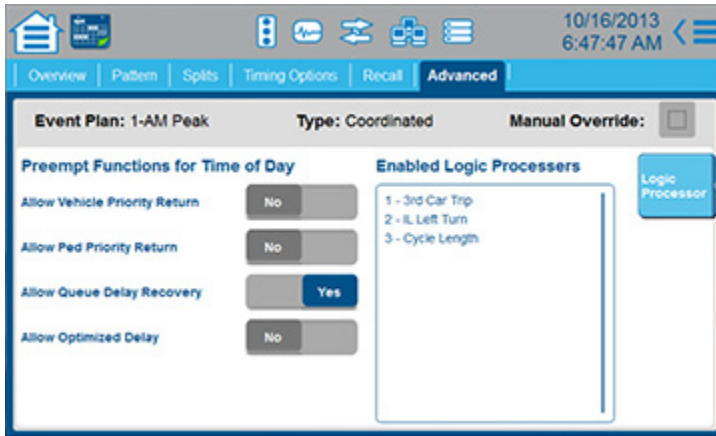 10/16/2013
6:47:47 AM
Overview Pattern Splits Timing Options Recall Advanced
Event Plan: 1-AM Peak Type: Coordinated Manual Override:
Preempt Functions for Time of Day Enabled Logic Processers
Logic
Processor
Allow Vehicle Priority Return No
1 - 3rd Car Trip
2 - IL Left Turn
3 - Cycle Length
Allow Ped Priority Return No
Allow Queue Delay Recovery Yes
Allow Optimized Delay No